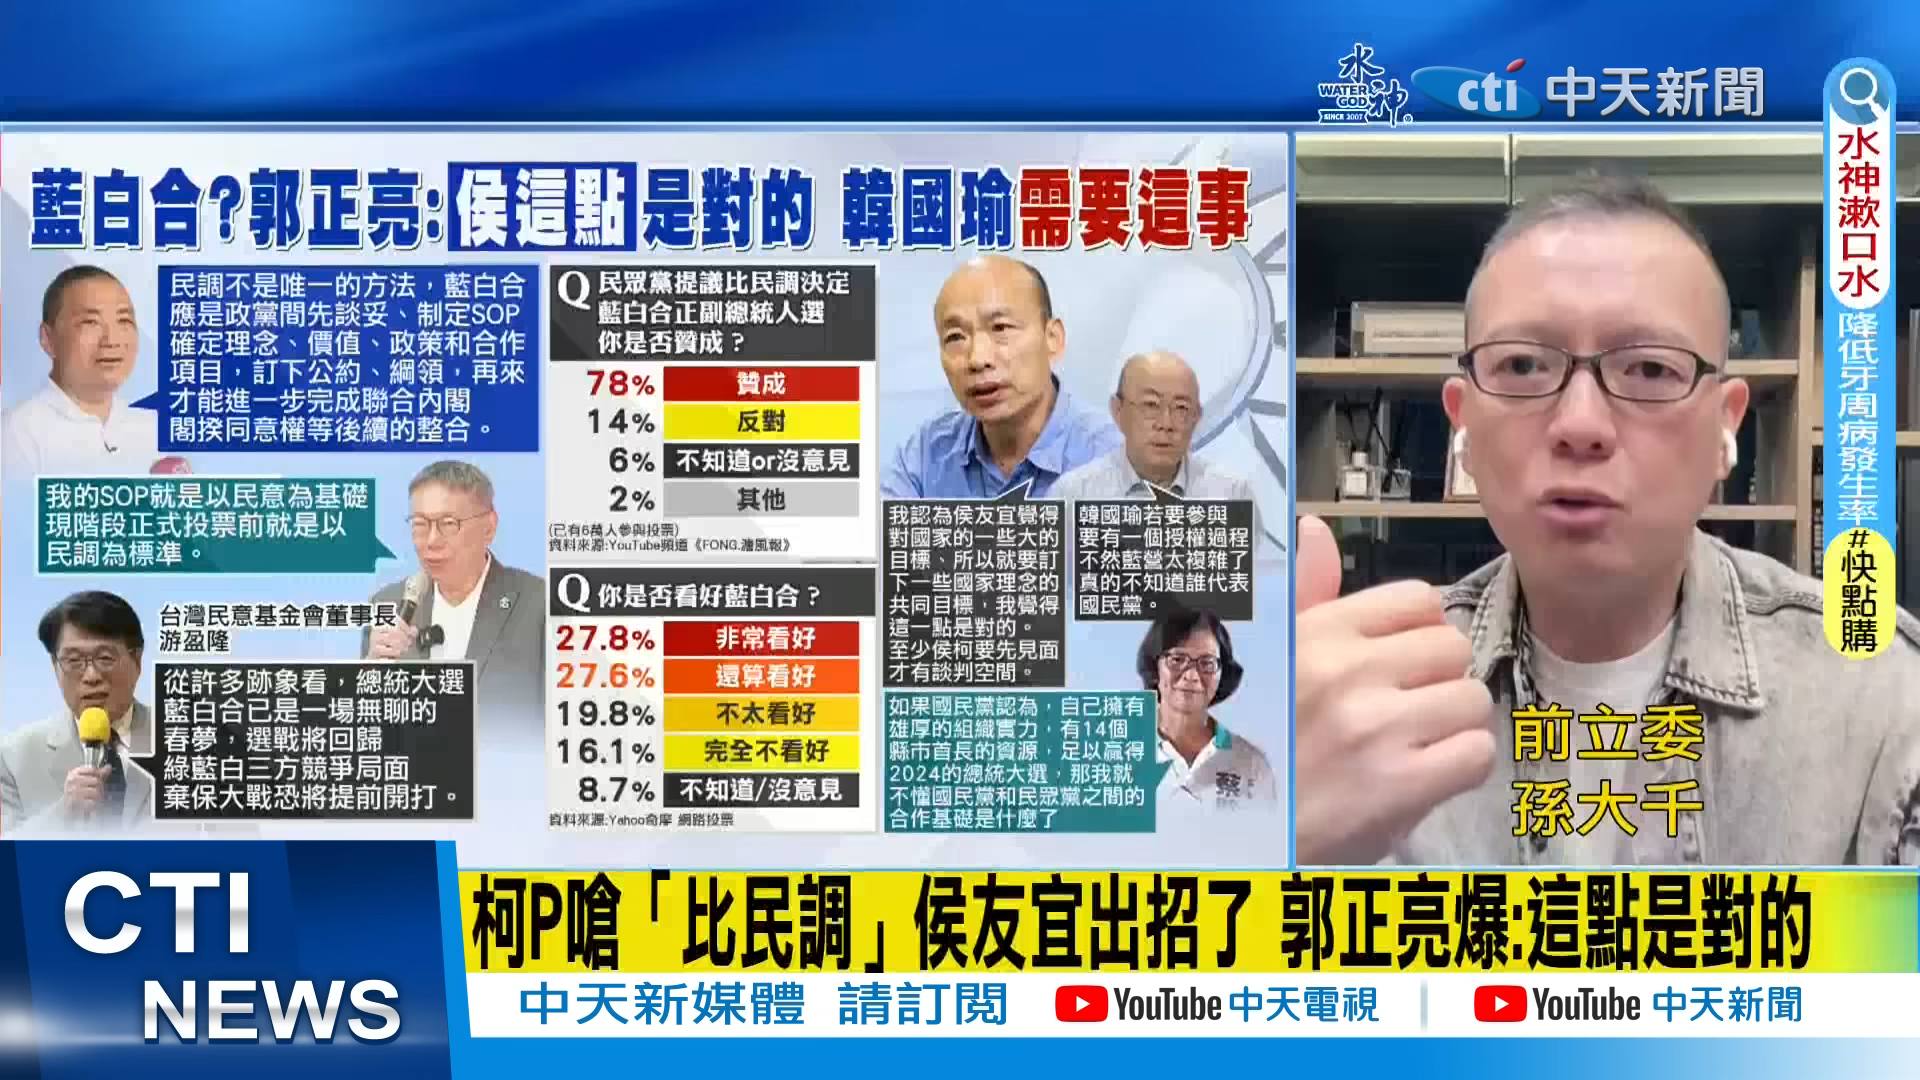 水神
WATER
GOD
SINCE 2007
cti 中天新聞
藍白合?郭正亮:侯這點是對的 韓國瑜需要這事
民調不是唯一的方法，藍白合
應是政黨間先談妥、制定SOP
確定理念、價值、政策和合作
項目，訂下公約、綱領，再來
才能進一步完成聯合內閣
閣揆同意權等後續的整合。
我的SOP就是以民意為基礎
現階段正式投票前就是以
民調為標準。
台灣民意基金會董事長
游盈隆
從許多跡象看，總統大選
藍白合已是一場無聊的
春夢，選戰將回歸
綠藍白三方競爭局面
棄保大戰恐將提前開打。
Q 民眾黨提議比民調決定
藍白合正副總統人選
你是否贊成？
78% 贊成
14% 反對
6% 不知道or沒意見
2% 其他
(已有6萬人參與投票)
資料來源:YouTube頻道《FONG.灃風報》
Q 你是否看好藍白合？
27.8% 非常看好
27.6% 還算看好
19.8% 不太看好
16.1% 完全不看好
8.7% 不知道/沒意見
資料來源:Yahoo奇摩 網路投票
我認為侯友宜覺得
對國家的一些大的
目標、所以就要訂
下一些國家理念的
共同目標，我覺得
這一點是對的。
至少侯柯要先見面
才有談判空間。
韓國瑜若要參與
要有一個授權過程
不然藍營太複雜了
真的不知道誰代表
國民黨。
如果國民黨認為，自己擁有
雄厚的組織實力，有14個
縣市首長的資源，足以贏得
2024的總統大選，那我就
不懂國民黨和民眾黨之間的
合作基礎是什麼了
蔡
前立委
孫大千
水神漱口水
降低牙周病發生率
#快點購
CTI
NEWS
柯P嗆「比民調」侯友宜出招了 郭正亮爆:這點是對的
中天新媒體 請訂閱 YouTube 中天電視 YouTube 中天新聞